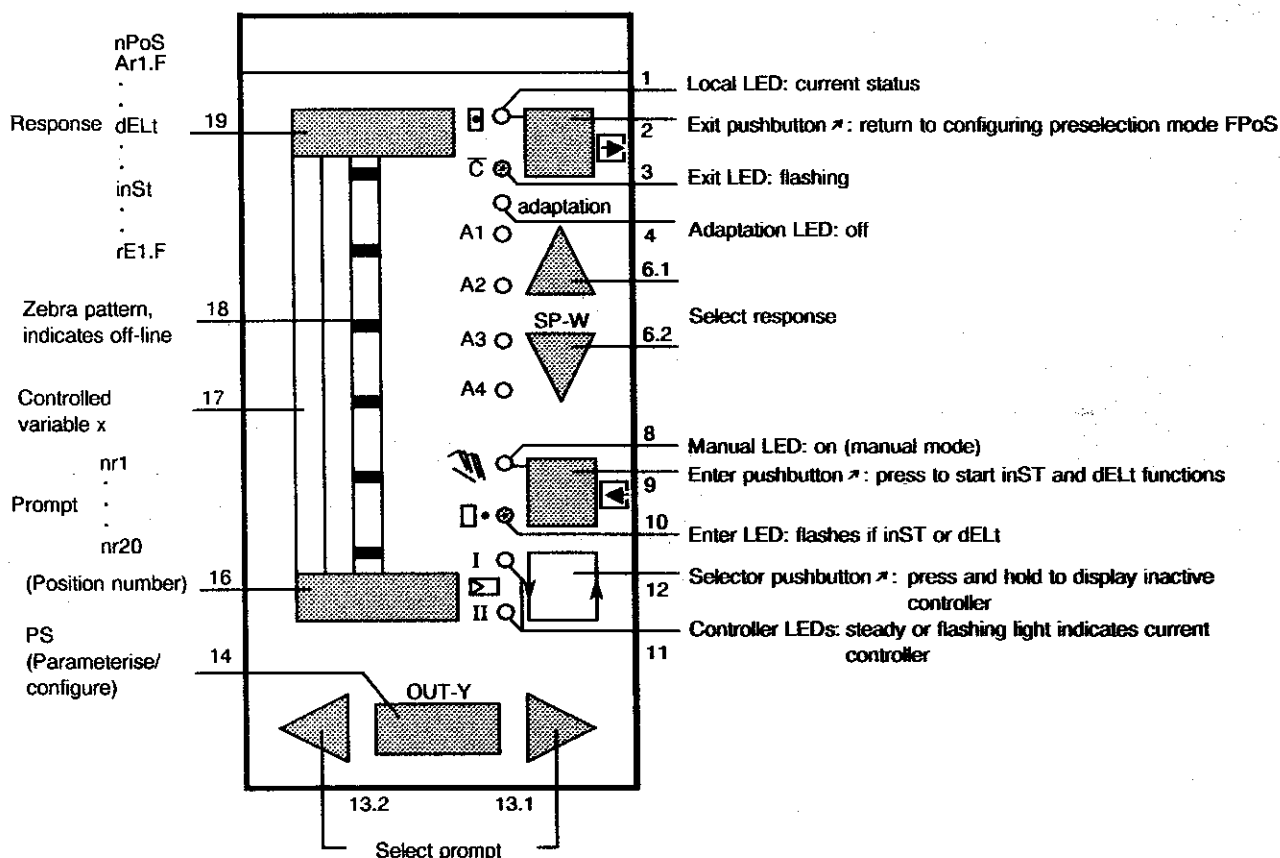 nPoS
Ar1.F
.
.
Response dELt 19
.
.
inSt
.
.
rE1.F
Zebra pattern, 18
indicates off-line
Controlled 17
variable x
nr1
.
Prompt .
.
nr20
(Position number) 16
PS
(Parameterise/ 14
configure)
C
adaptation
A1
A2
SP-W
A3
A4
I
II
OUT-Y
1 Local LED: current status
2 Exit pushbutton ↗: return to configuring preselection mode FPoS
3 Exit LED: flashing
4 Adaptation LED: off
6.1
Select response
6.2
8 Manual LED: on (manual mode)
9 Enter pushbutton ↗: press to start inST and dELt functions
10 Enter LED: flashes if inST or dELt
12 Selector pushbutton ↗: press and hold to display inactive
controller
11 Controller LEDs: steady or flashing light indicates current
controller
13.2 13.1
Select prompt